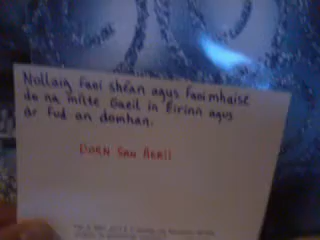 Nollaig faoi shéan agus faoi mhaise
do na mílte Gaeil in Éirinn agus
ar fud an domhan.
DORN SAN AER!!